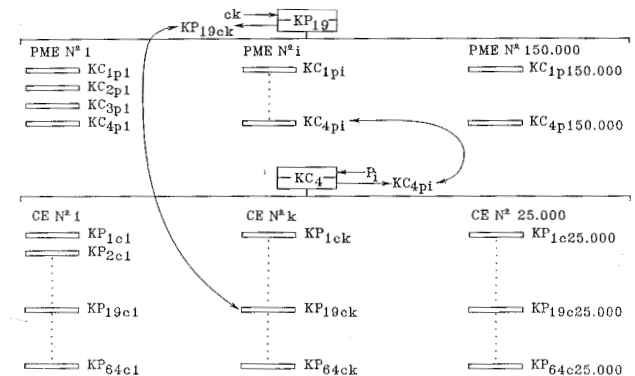 ck KP19
KP19ck
PME Nº 1 PME Nº i PME Nº 150.000
KC1p1 KC1pi KC1p150.000
KC2p1
KC3p1
KC4p1 KC4pi KC4p150.000
KC4 Pi KC4pi
CE Nº 1 CE Nº k CE Nº 25.000
KP1c1 KP1ck KP1c25.000
KP2c1
KP19c1 KP19ck KP19c25.000
KP64c1 KP64ck KP64c25.000